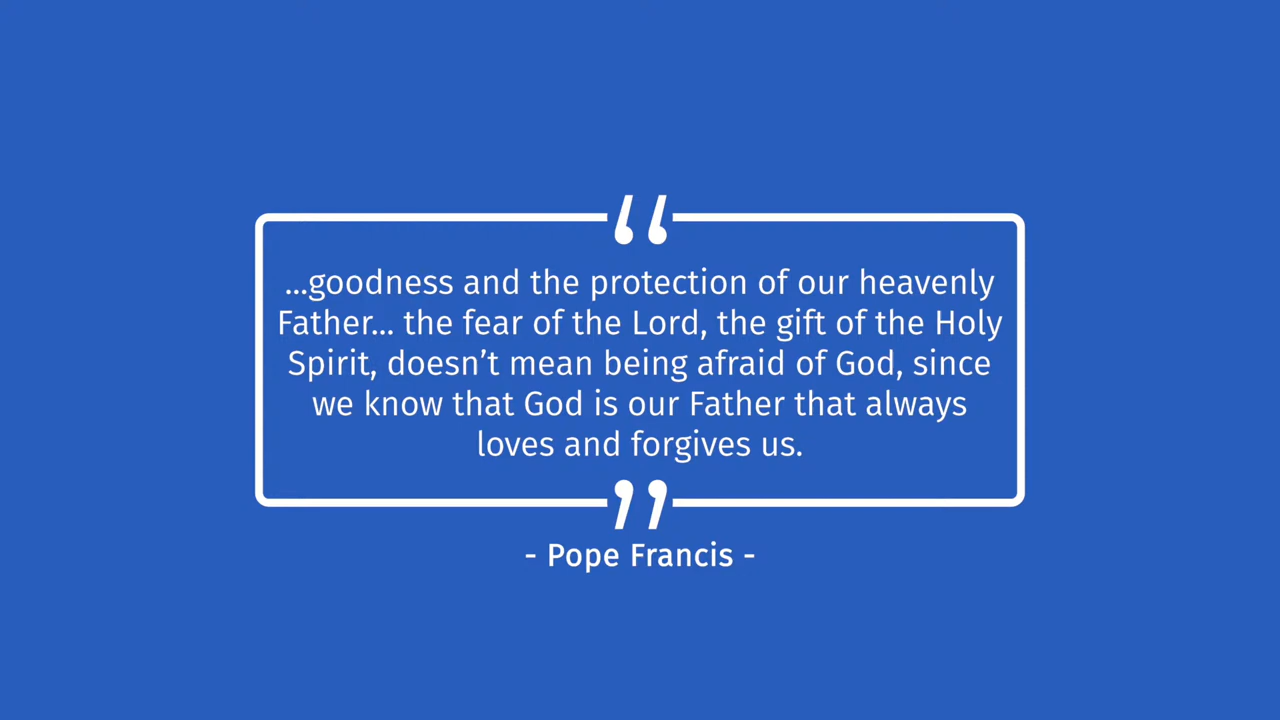 “
...goodness and the protection of our heavenly
Father... the fear of the Lord, the gift of the Holy
Spirit, doesn’t mean being afraid of God, since
we know that God is our Father that always
loves and forgives us.
”
- Pope Francis -